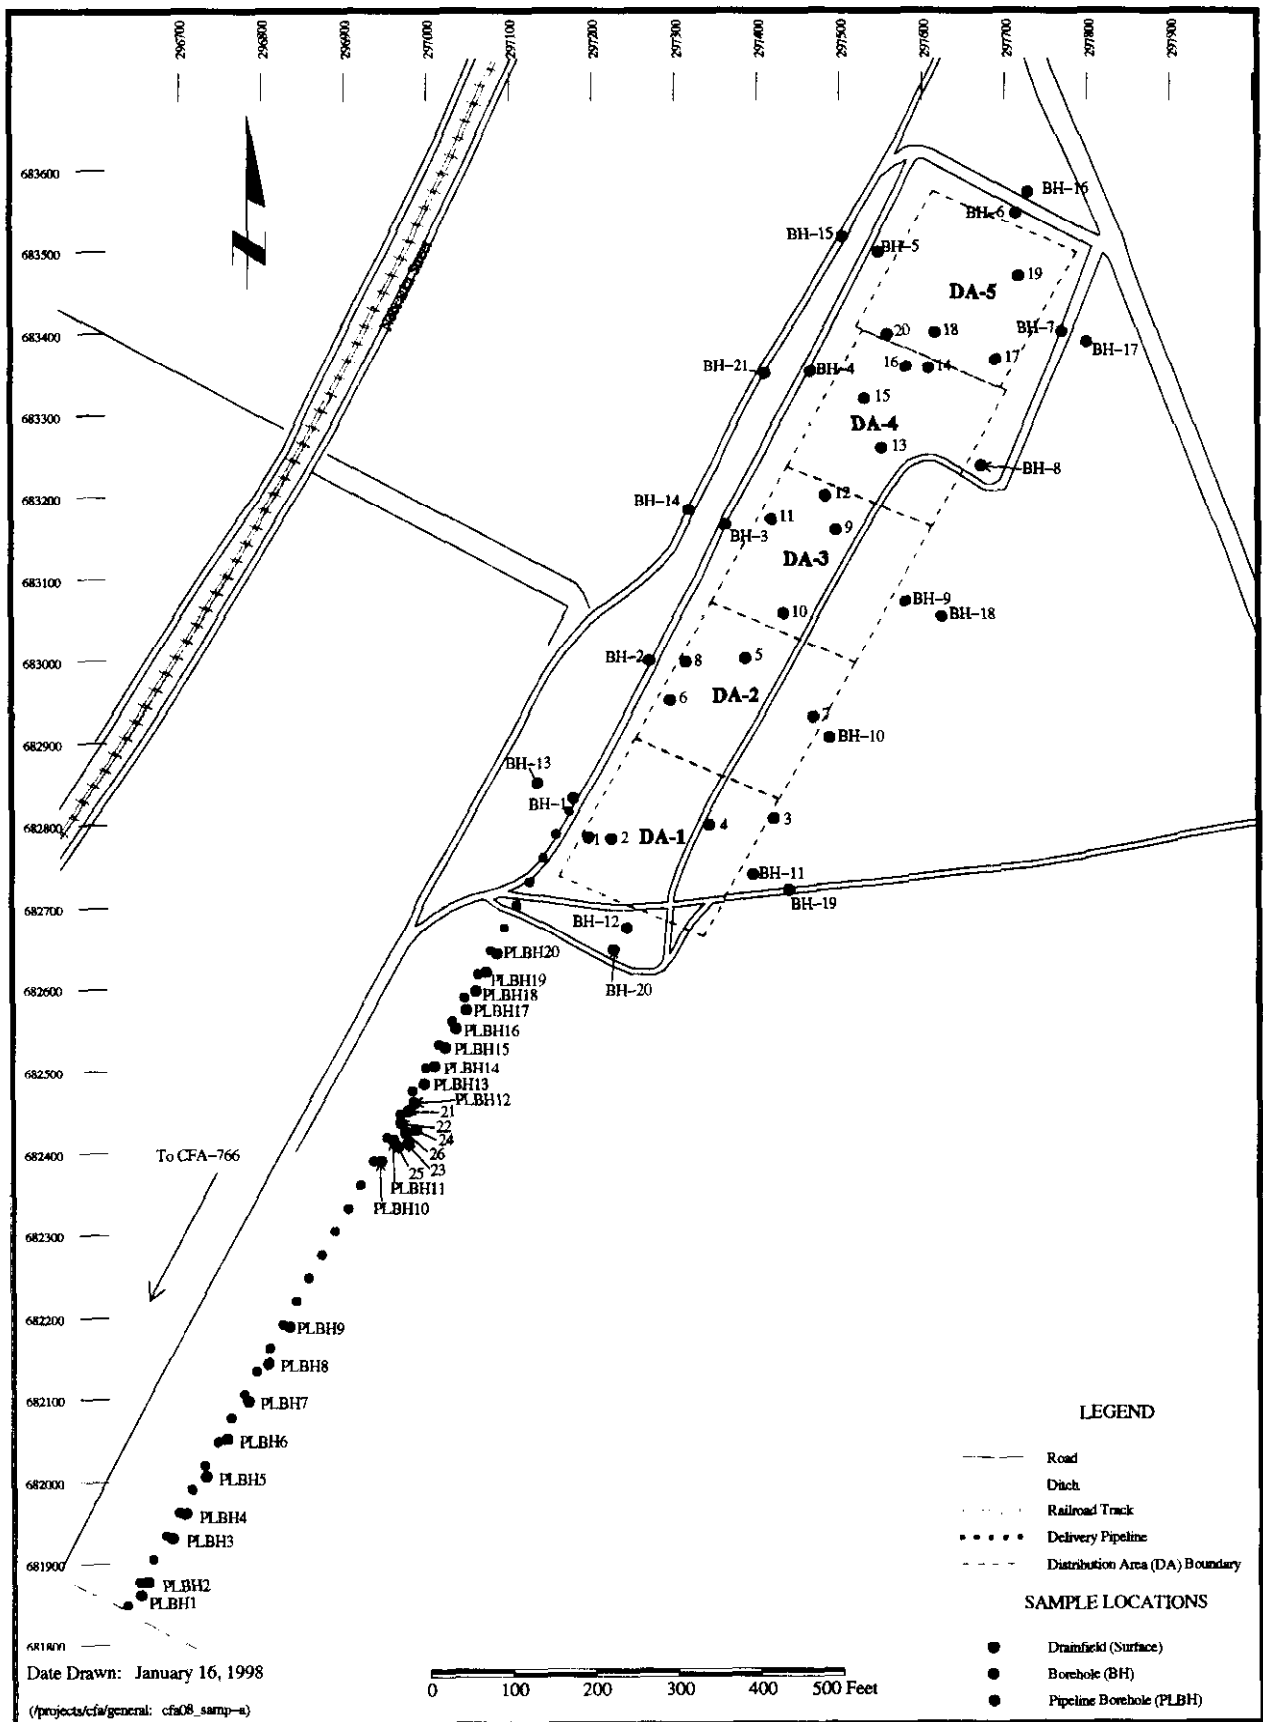 296700 296800 296900 297000 297100 297200 297300 297400 297500 297600 297700 297800 297900
683600
683500
683400
683300
683200
683100
683000
682900
682800
682700
682600
682500
682400
682300
682200
682100
682000
681900
681800
Street
BH-16
BH-6
BH-15
BH-5
19
DA-5
20
18
BH-7
BH-17
BH-21
BH-4
16
14
17
15
DA-4
13
BH-8
BH-14
12
11
BH-3
9
DA-3
BH-9
BH-18
10
BH-2
8
5
6
DA-2
7
BH-10
BH-13
BH-1
1
2
DA-1
4
3
BH-11
BH-19
BH-12
BH-20
PLBH20
PLBH19
PLBH18
PLBH17
PLBH16
PLBH15
PLBH14
PLBH13
PLBH12
21
22
24
26
23
25
PLBH11
PLBH10
To CFA-766
PLBH9
PLBH8
PLBH7
PLBH6
PLBH5
PLBH4
PLBH3
PLBH2
PLBH1
LEGEND
Road
Ditch
Railroad Track
Delivery Pipeline
Distribution Area (DA) Boundary
SAMPLE LOCATIONS
Drainfield (Surface)
Borehole (BH)
Pipeline Borehole (PLBH)
Date Drawn: January 16, 1998
(/projects/cfa/general: cfa08_samp-a)
0 100 200 300 400 500 Feet